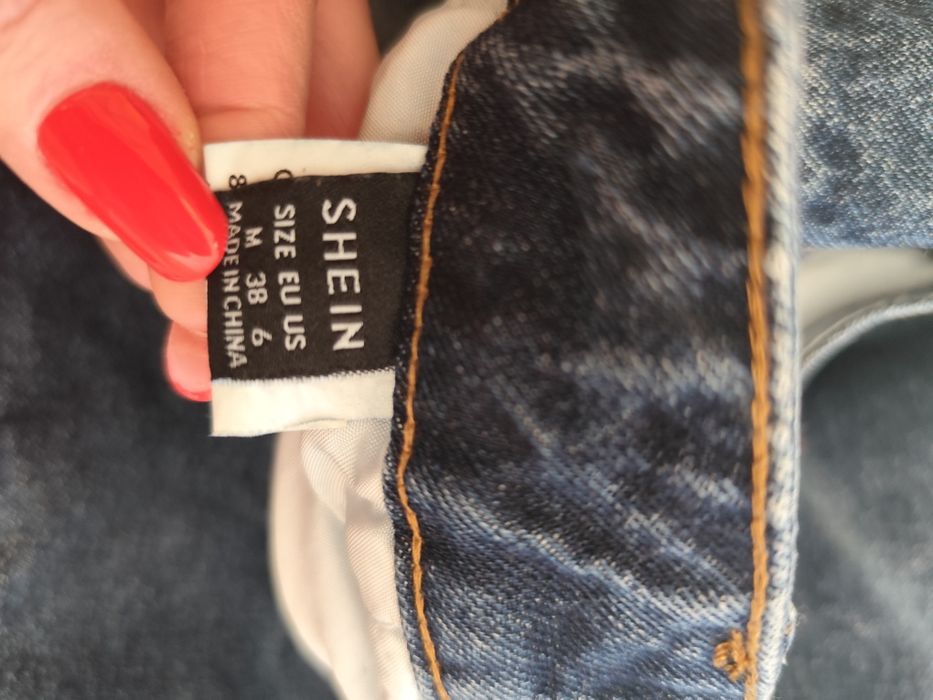 SHEIN
SIZE EU US
M 38 6
MADE IN CHINA